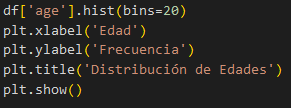 df['age'].hist(bins=20)
plt.xlabel('Edad')
plt.ylabel('Frecuencia')
plt.title('Distribución de Edades')
plt.show()